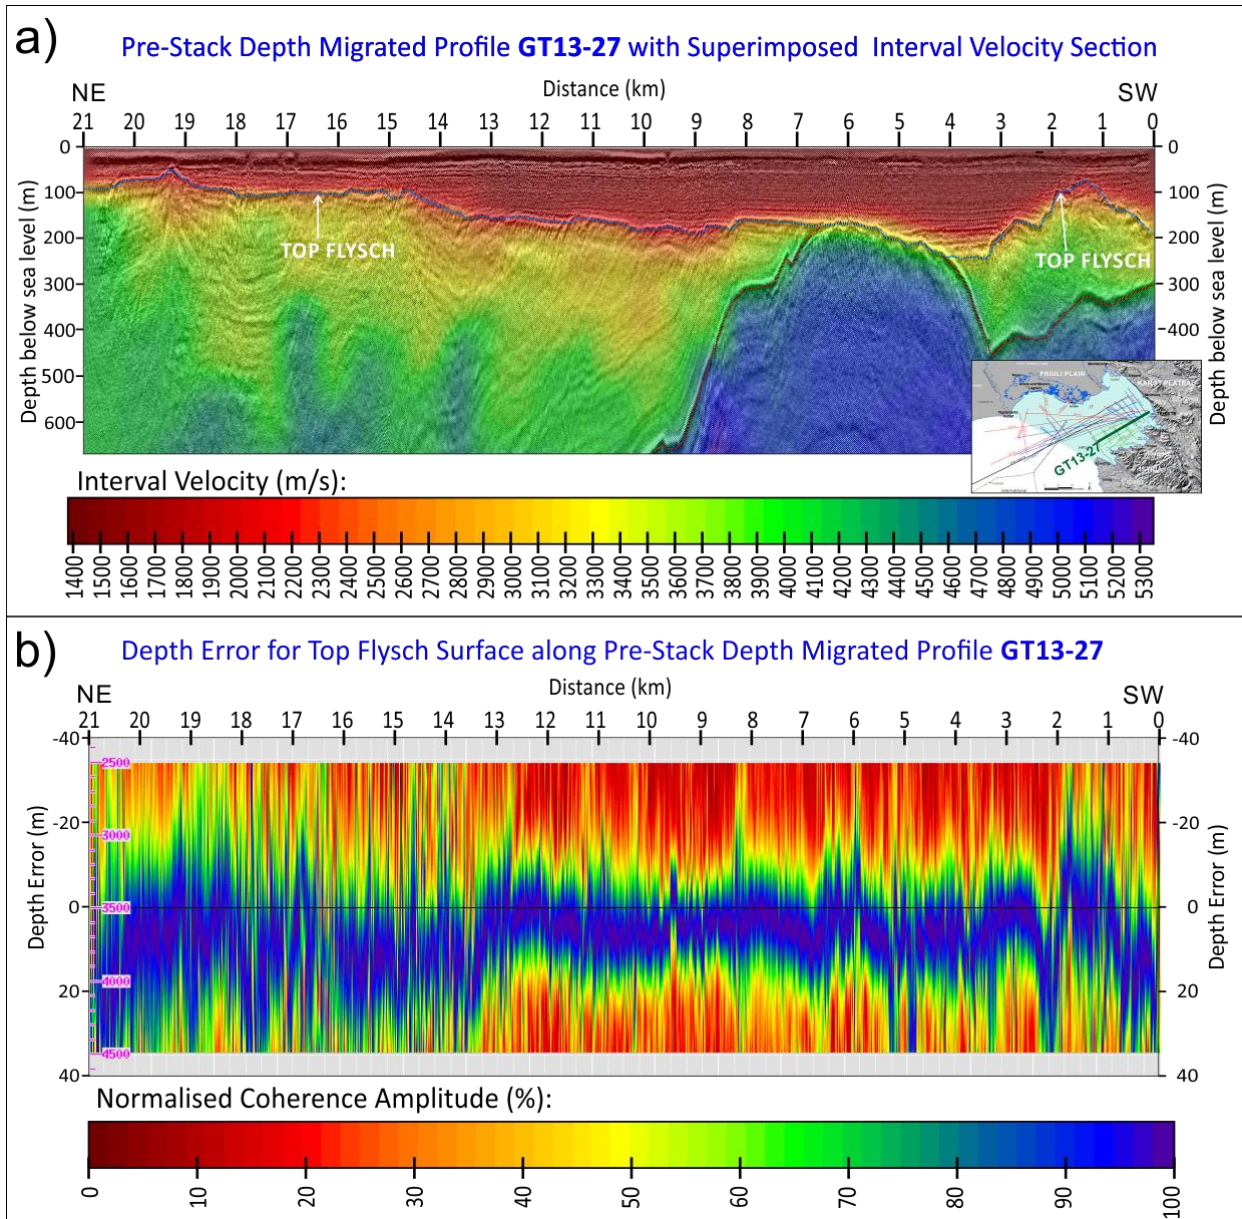 a)
Pre-Stack Depth Migrated Profile GT13-27 with Superimposed  Interval Velocity Section
Distance (km)
NE
SW
21 20 19 18 17 16 15 14 13 12 11 10 9 8 7 6 5 4 3 2 1 0
Depth below sea level (m)
0
100
200
300
400
500
600
TOP FLYSCH
TOP FLYSCH
0
100
200
300
400
Depth below sea level (m)
FRIULI PLAIN
KARST PLATEAU
GT13-27
Interval Velocity (m/s):
1400 1500 1600 1700 1800 1900 2000 2100 2200 2300 2400 2500 2600 2700 2800 2900 3000 3100 3200 3300 3400 3500 3600 3700 3800 3900 4000 4100 4200 4300 4400 4500 4600 4700 4800 4900 5000 5100 5200 5300
b)
Depth Error for Top Flysch Surface along Pre-Stack Depth Migrated Profile GT13-27
Distance (km)
NE
SW
21 20 19 18 17 16 15 14 13 12 11 10 9 8 7 6 5 4 3 2 1 0
Depth Error (m)
-40
-20
0
20
40
2500
3000
3500
4000
4500
-40
-20
0
20
40
Depth Error (m)
Normalised Coherence Amplitude (%):
0 10 20 30 40 50 60 70 80 90 100